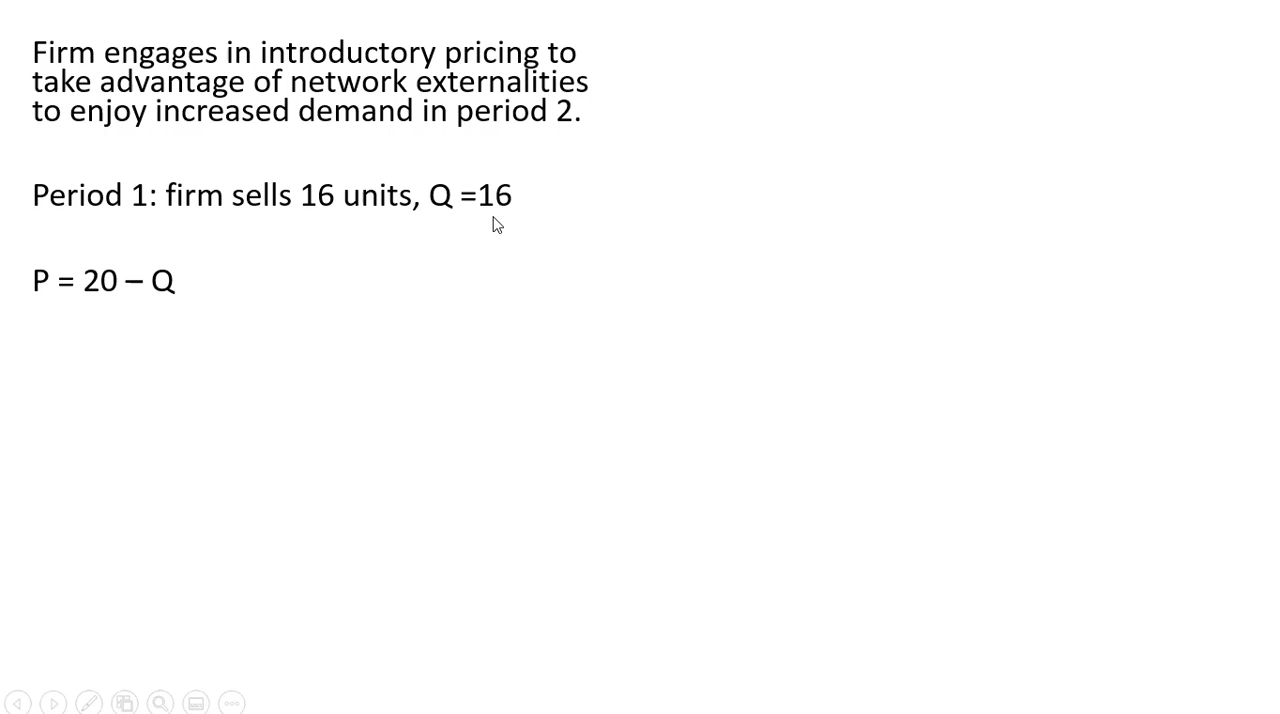 Firm engages in introductory pricing to
take advantage of network externalities
to enjoy increased demand in period 2.
Period 1: firm sells 16 units, Q =16
P = 20 – Q